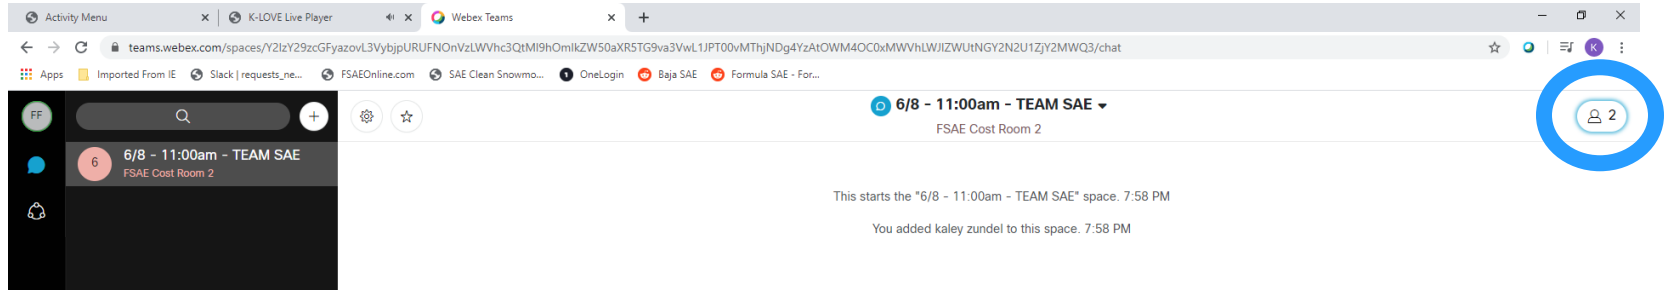 Activity Menu
K-LOVE Live Player
Webex Teams
teams.webex.com/spaces/Y2lzY29zcGFyazovL3VybjpURUFNOnVzLWVhc3QtMl9hOmlkZW50aXR5TG9va3VwL1JPT00vMThjNDg4YzAtOWM4OC0xMWVhLWJlZWUtNGY2N2U1ZjY2MWQ3/chat
K
Apps
Imported From IE
Slack | requests_ne...
FSAEOnline.com
SAE Clean Snowmo...
OneLogin
Baja SAE
Formula SAE - For...
FF
6/8 - 11:00am - TEAM SAE
FSAE Cost Room 2
2
6
6/8 - 11:00am - TEAM SAE
FSAE Cost Room 2
This starts the "6/8 - 11:00am - TEAM SAE" space. 7:58 PM
You added kaley zundel to this space. 7:58 PM